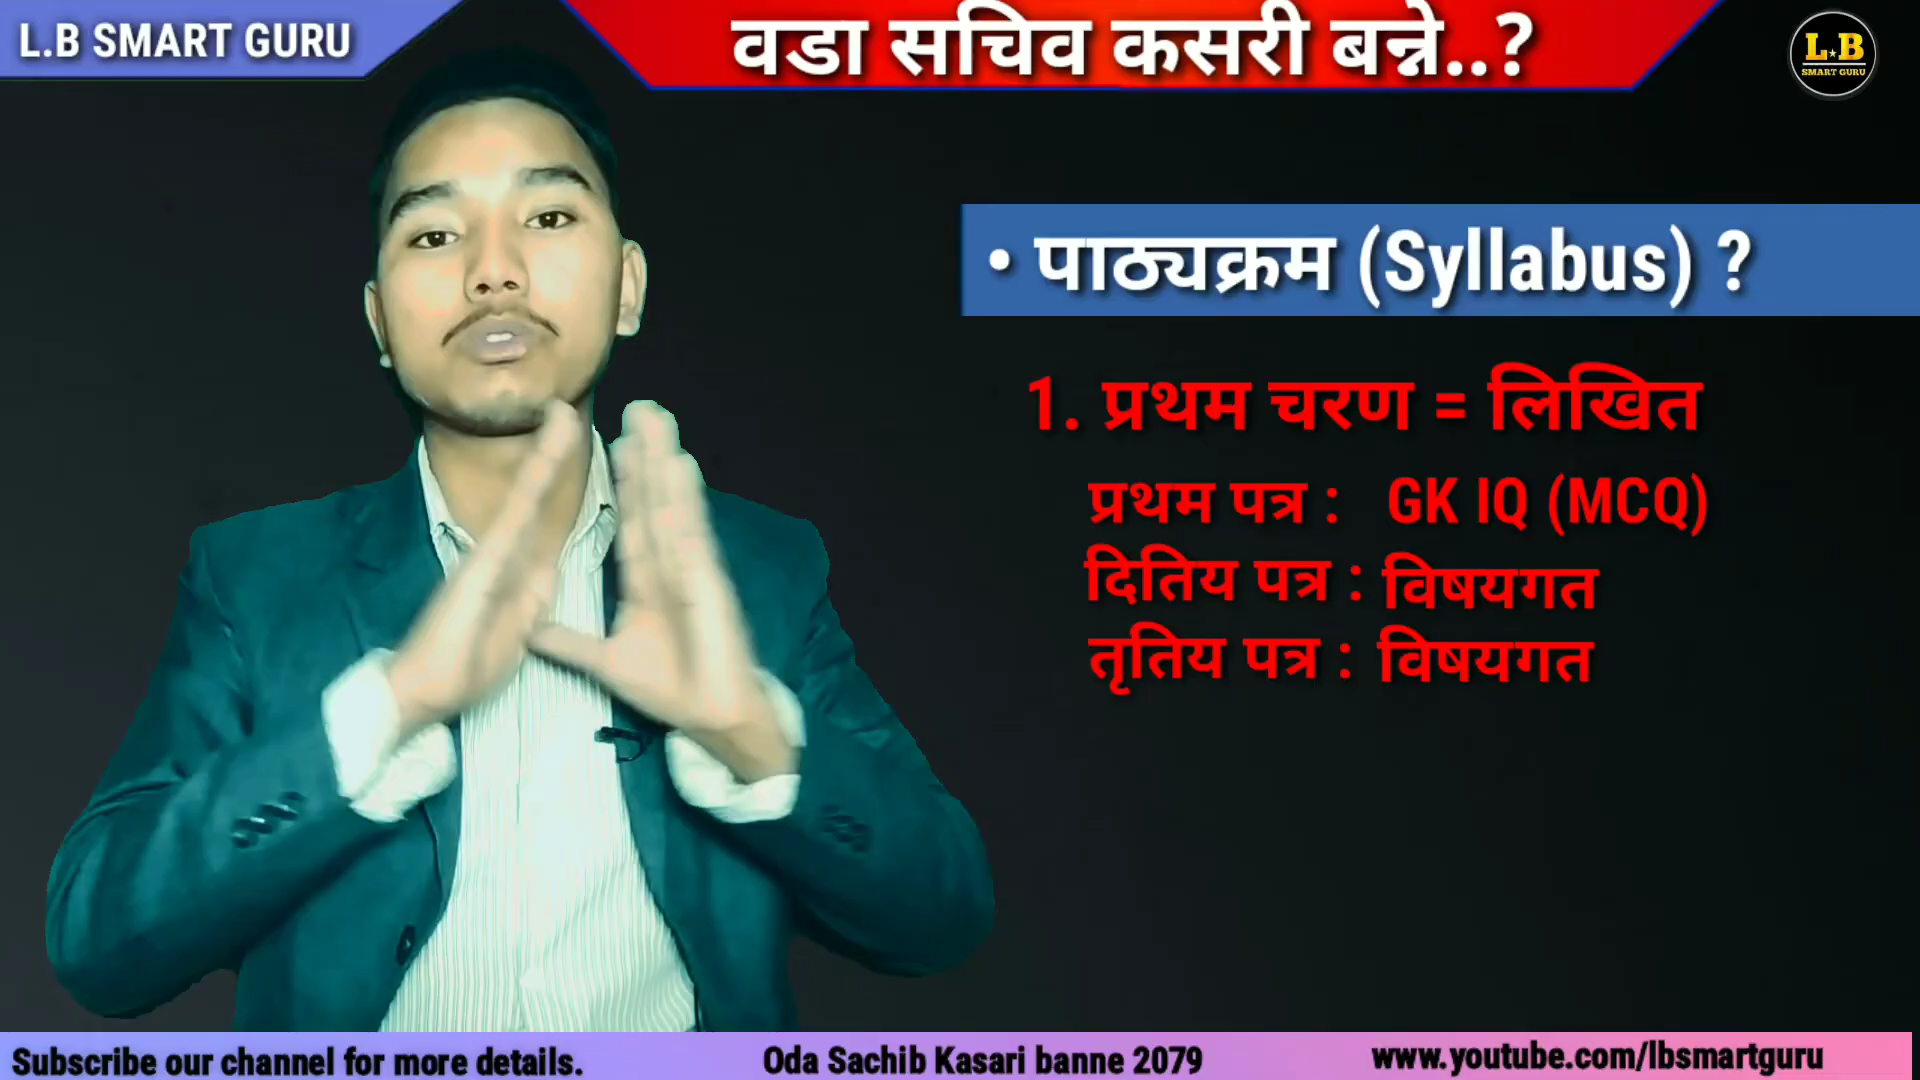 L.B SMART GURU
वडा सचिव कसरी बन्ने..?
L★B
SMART GURU
• पाठ्यक्रम (Syllabus) ?
1. प्रथम चरण = लिखित
प्रथम पत्र : GK IQ (MCQ)
दितिय पत्र : विषयगत
तृतिय पत्र : विषयगत
Subscribe our channel for more details.
Oda Sachib Kasari banne 2079
www.youtube.com/lbsmartguru